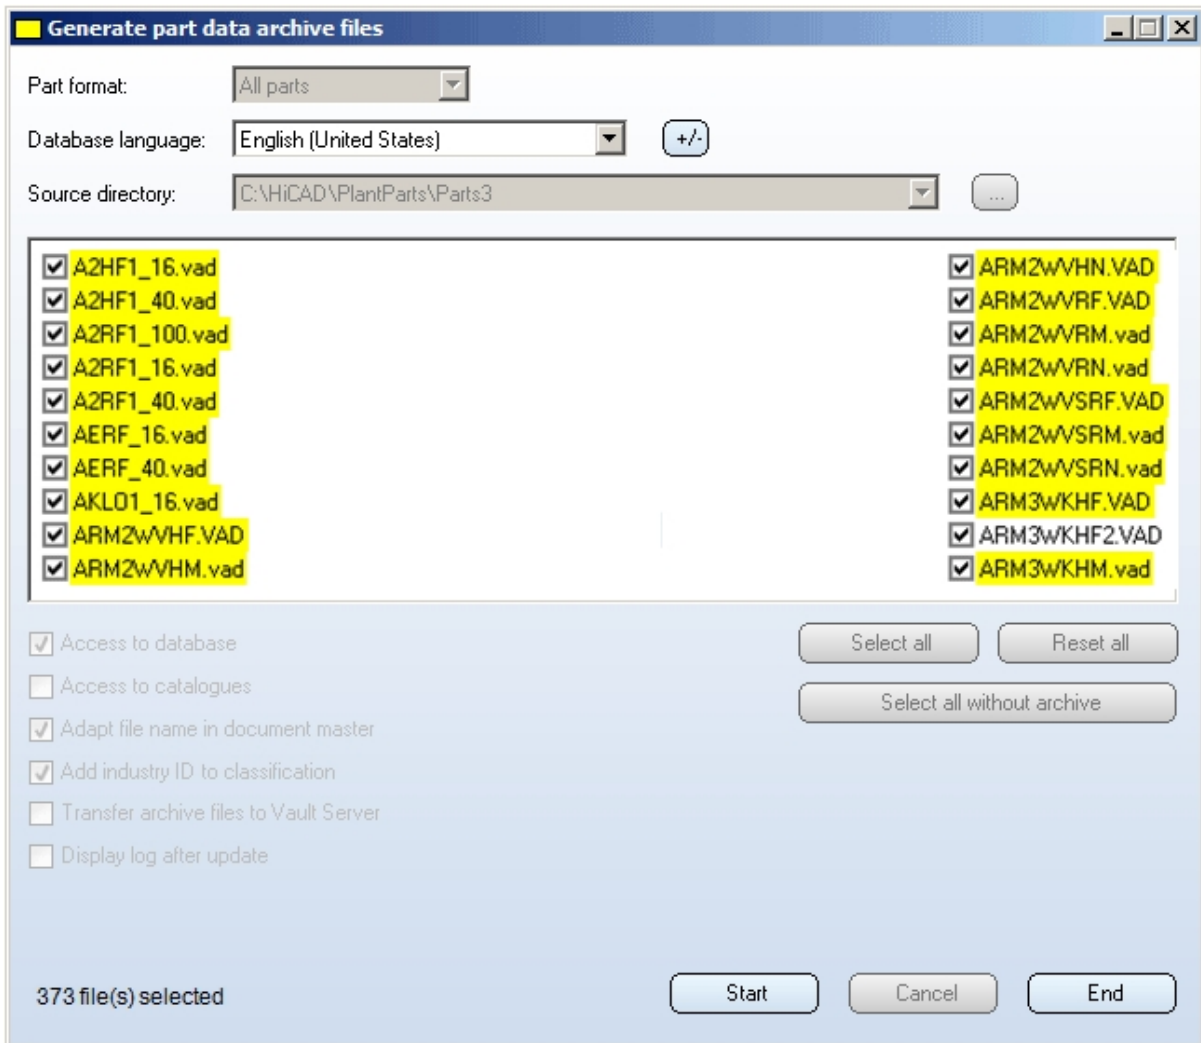 Generate part data archive files
Part format: All parts
Database language: English (United States) +/-
Source directory: C:\HiCAD\PlantParts\Parts3 ...
A2HF1_16.vad
A2HF1_40.vad
A2RF1_100.vad
A2RF1_16.vad
A2RF1_40.vad
AERF_16.vad
AERF_40.vad
AKLO1_16.vad
ARM2WVHF.VAD
ARM2WVHM.vad
ARM2WVHN.VAD
ARM2WVRF.VAD
ARM2WVRM.vad
ARM2WVRN.vad
ARM2WVSRF.VAD
ARM2WVSRM.vad
ARM2WVSRN.vad
ARM3WKHF.VAD
ARM3WKHF2.VAD
ARM3WKHM.vad
Access to database
Access to catalogues
Adapt file name in document master
Add industry ID to classification
Transfer archive files to Vault Server
Display log after update
Select all Reset all
Select all without archive
373 file(s) selected Start Cancel End